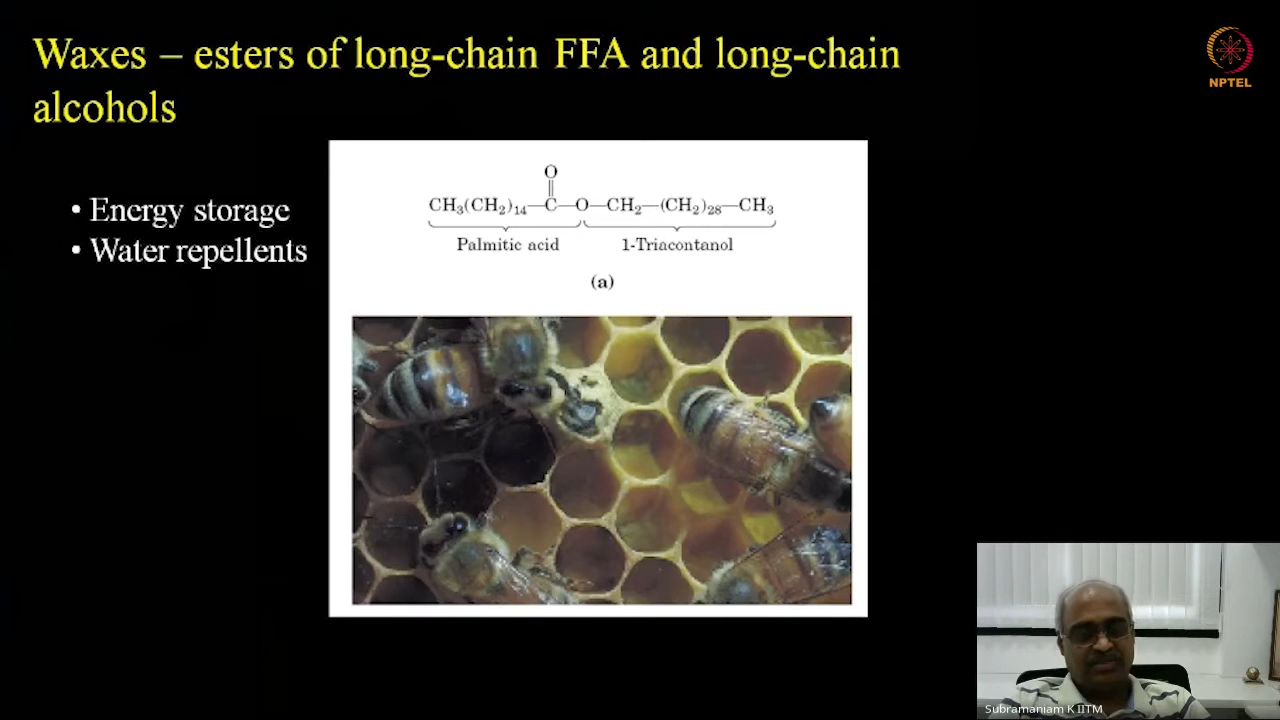 Waxes – esters of long-chain FFA and long-chain
alcohols
NPTEL
• Energy storage
• Water repellents
O
CH₃(CH₂)₁₄—C—O—CH₂—(CH₂)₂₈—CH₃
Palmitic acid 1-Triacontanol
(a)
Subramaniam K IITM